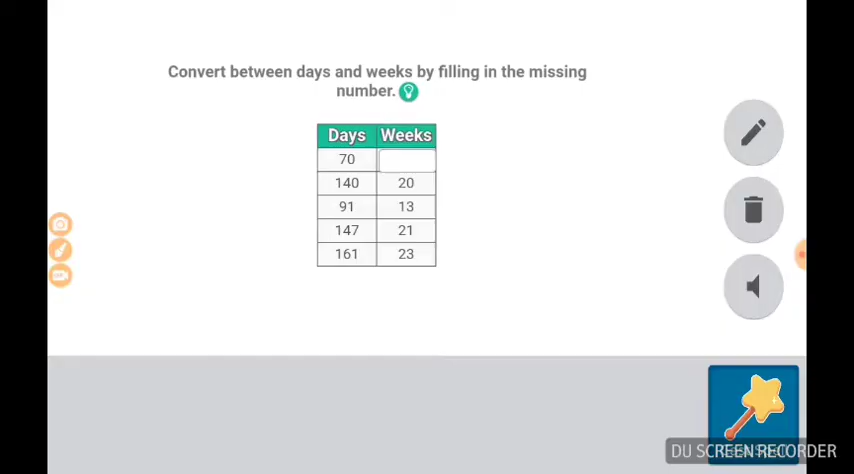 Convert between days and weeks by filling in the missing
number.
Days Weeks
70
140 20
91 13
147 21
161 23
DU SCREEN RECORDER